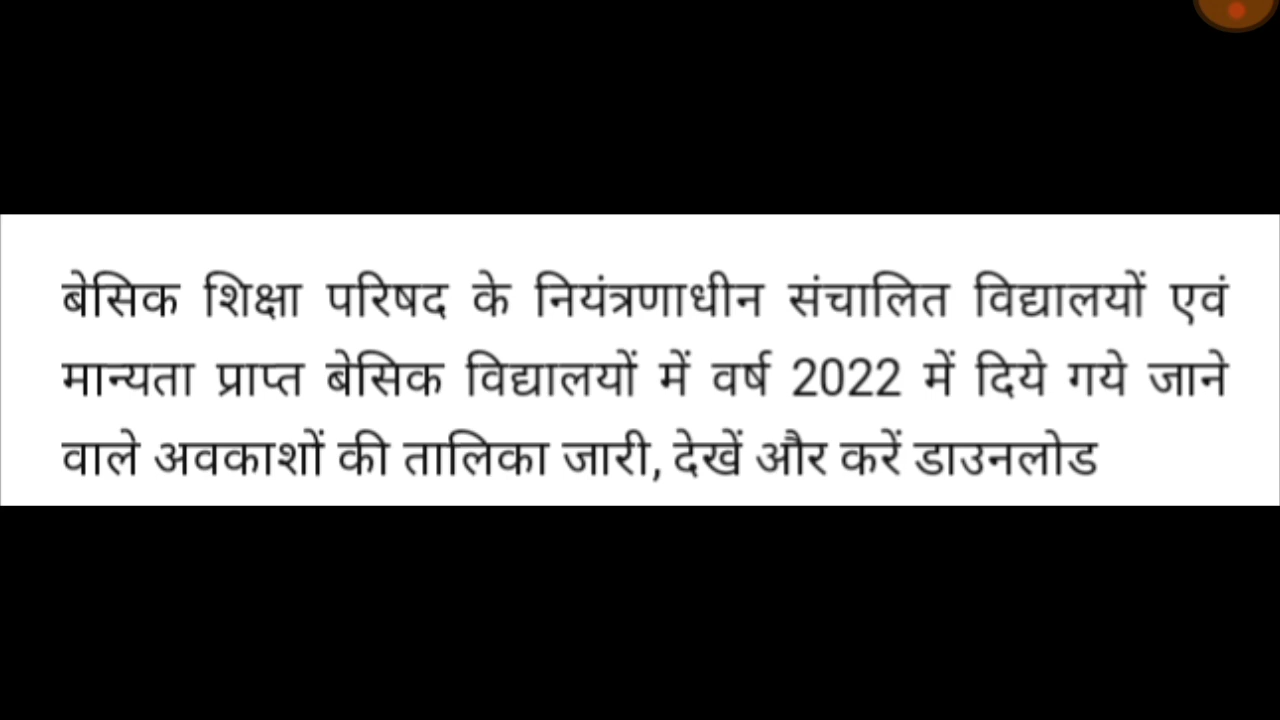 बेसिक शिक्षा परिषद के नियंत्रणाधीन संचालित विद्यालयों एवं
मान्यता प्राप्त बेसिक विद्यालयों में वर्ष 2022 में दिये गये जाने
वाले अवकाशों की तालिका जारी, देखें और करें डाउनलोड